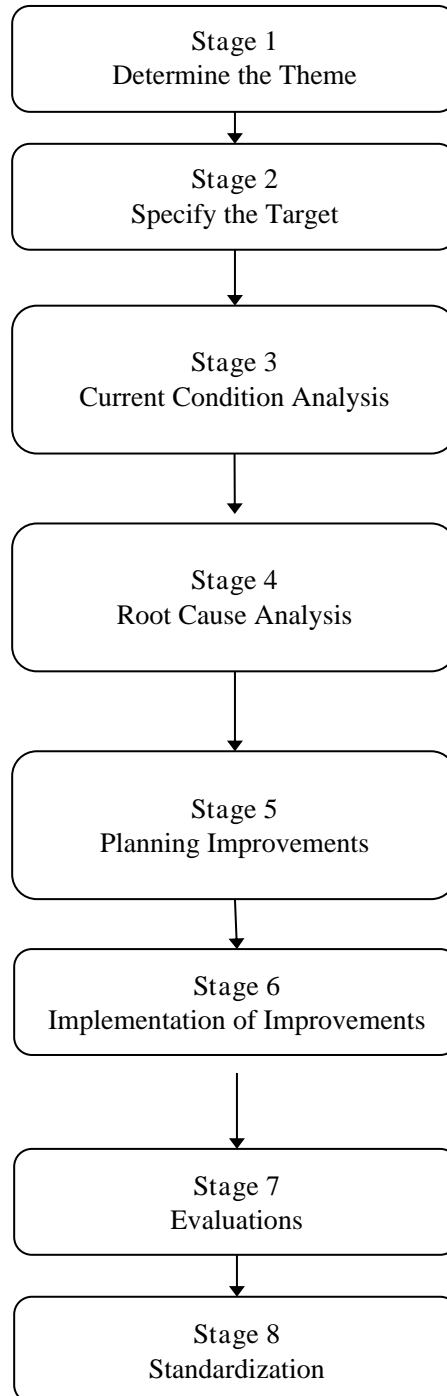 Stage 1
Determine the Theme
Stage 2
Specify the Target
Stage 3
Current Condition Analysis
Stage 4
Root Cause Analysis
Stage 5
Planning Improvements
Stage 6
Implementation of Improvements
Stage 7
Evaluations
Stage 8
Standardization